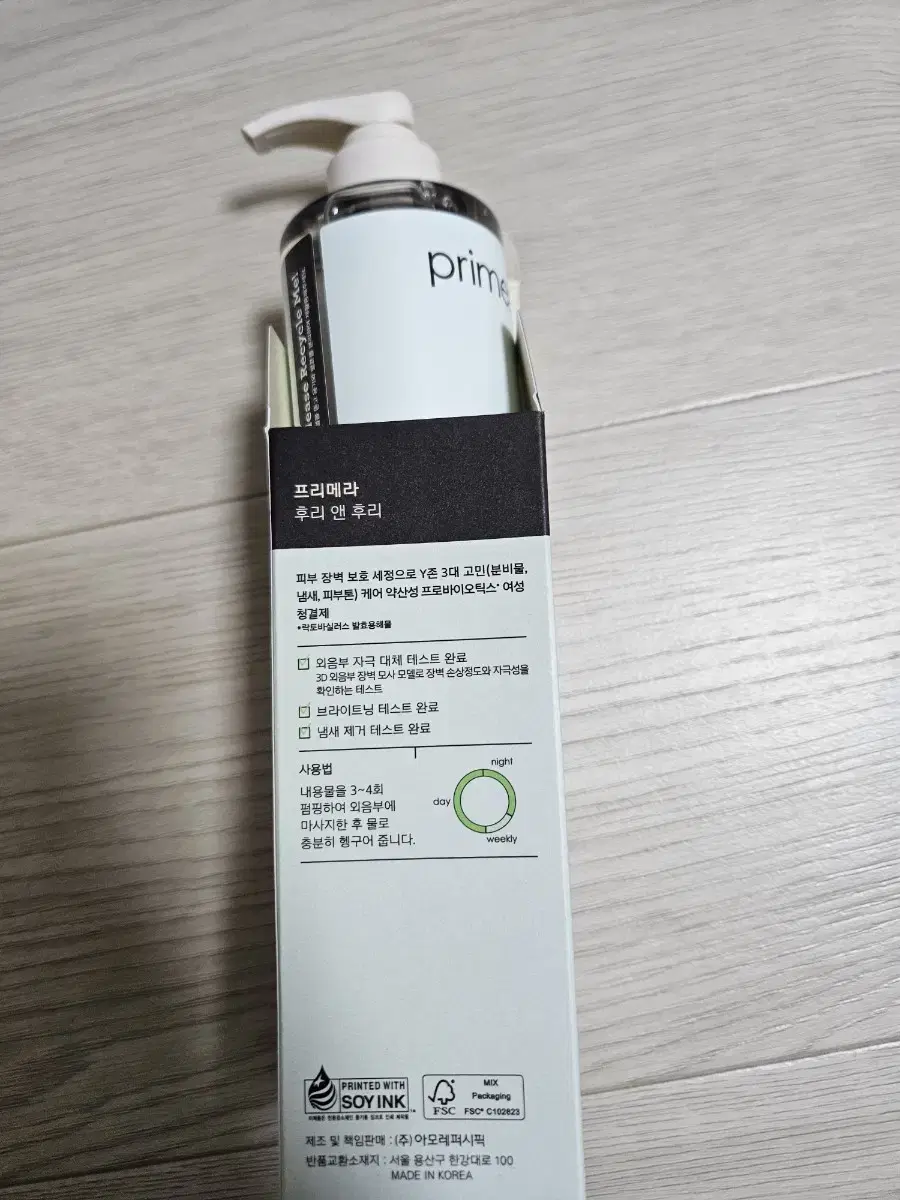 prime
ease Recycle Me!
프리메라
후리 앤 후리
피부 장벽 보호 세정으로 Y존 3대 고민(분비물,
냄새, 피부톤) 케어 약산성 프로바이오틱스* 여성
청결제
*락토바실러스 발효용해물
외음부 자극 대체 테스트 완료
3D 외음부 장벽 모사 모델로 장벽 손상정도와 자극성을
확인하는 테스트
브라이트닝 테스트 완료
냄새 제거 테스트 완료
사용법
내용물을 3~4회
펌핑하여 외음부에
마사지한 후 물로
충분히 헹구어 줍니다.
night
day
weekly
PRINTED WITH
SOY INK™
MIX
Packaging
FSC
FSC® C102823
제조 및 책임판매 : (주)아모레퍼시픽
반품교환소재지 : 서울 용산구 한강대로 100
MADE IN KOREA